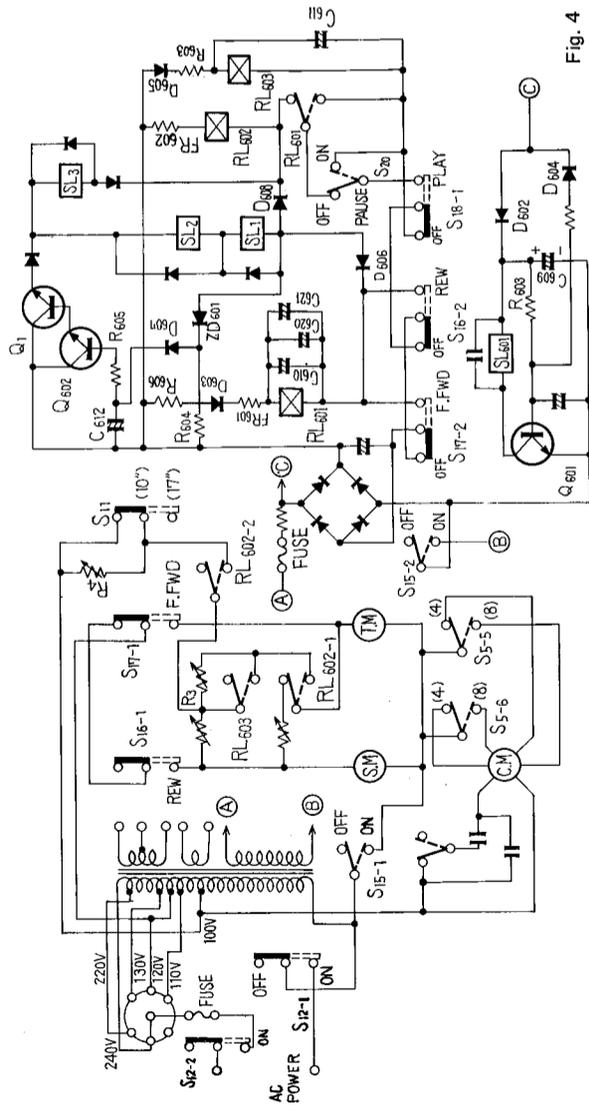 Fig. 4
AC POWER
S12-2
ON
FUSE
240V
220V
130V
120V
110V
100V
OFF
ON
S12-1
A
B
S15-1
OFF
ON
S16-1
REW
S17-1
F.FWD
R4
S11
(10")
(17")
R3
RL603
RL602-1
RL602-2
S.M
T.M
C.M
S5-6
(4)
(8)
S5-5
(4)
(8)
A
FUSE
C
S15-2
OFF
ON
B
Q1
Q602
R605
C612
D601
R606
R604
D603
ZD601
FR601
RL601
C610
C620
C621
SL3
SL2
SL1
D608
D606
FR602
RL602
D605
R603
RL603
C611
RL601
ON
OFF
PAUSE
S20
OFF
F.FWD
S17-2
OFF
REW
S16-2
OFF
PLAY
S18-1
Q601
SL601
R603
C609
+
-
D602
D604
C